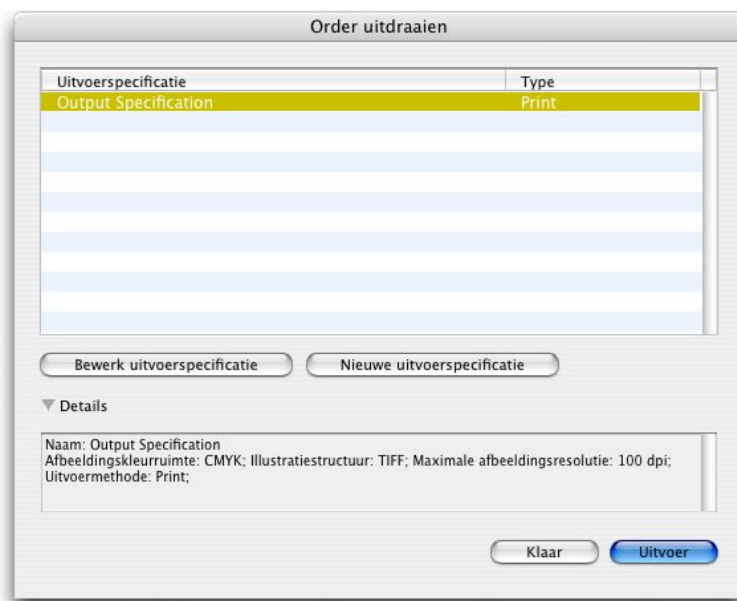 Order uitdraaien
Uitvoerspecificatie Type
Output Specification Print
Bewerk uitvoerspecificatie Nieuwe uitvoerspecificatie
Details
Naam: Output Specification
Afbeeldingskleurruimte: CMYK; Illustratiestructuur: TIFF; Maximale afbeeldingsresolutie: 100 dpi;
Uitvoermethode: Print;
Klaar Uitvoer